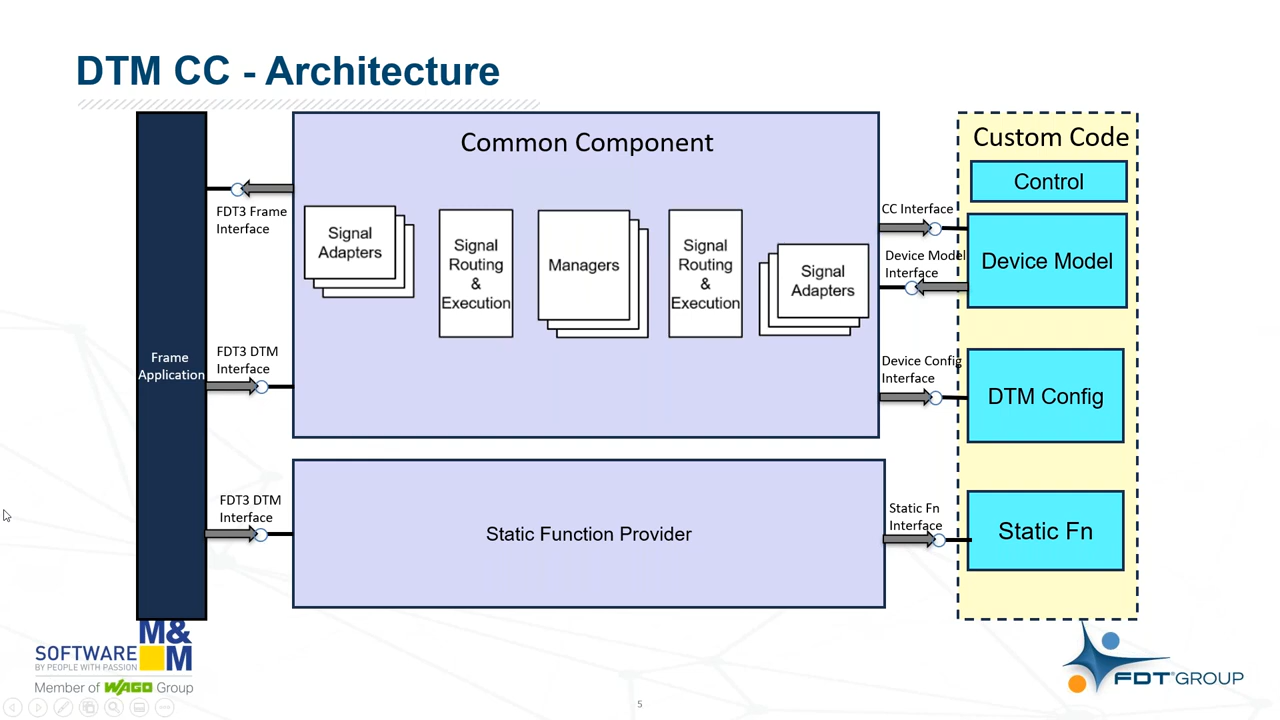 DTM CC - Architecture
Common Component
Custom Code
Control
FDT3 Frame
Interface
Signal
Adapters
Signal
Routing
&
Execution
Managers
Signal
Routing
&
Execution
Signal
Adapters
CC Interface
Device Model
Interface
Device Model
Frame
Application
FDT3 DTM
Interface
Device Config
Interface
DTM Config
FDT3 DTM
Interface
Static Function Provider
Static Fn
Interface
Static Fn
M&
SOFTWARE M
BY PEOPLE WITH PASSION
Member of WAGO Group
5
FDT® GROUP